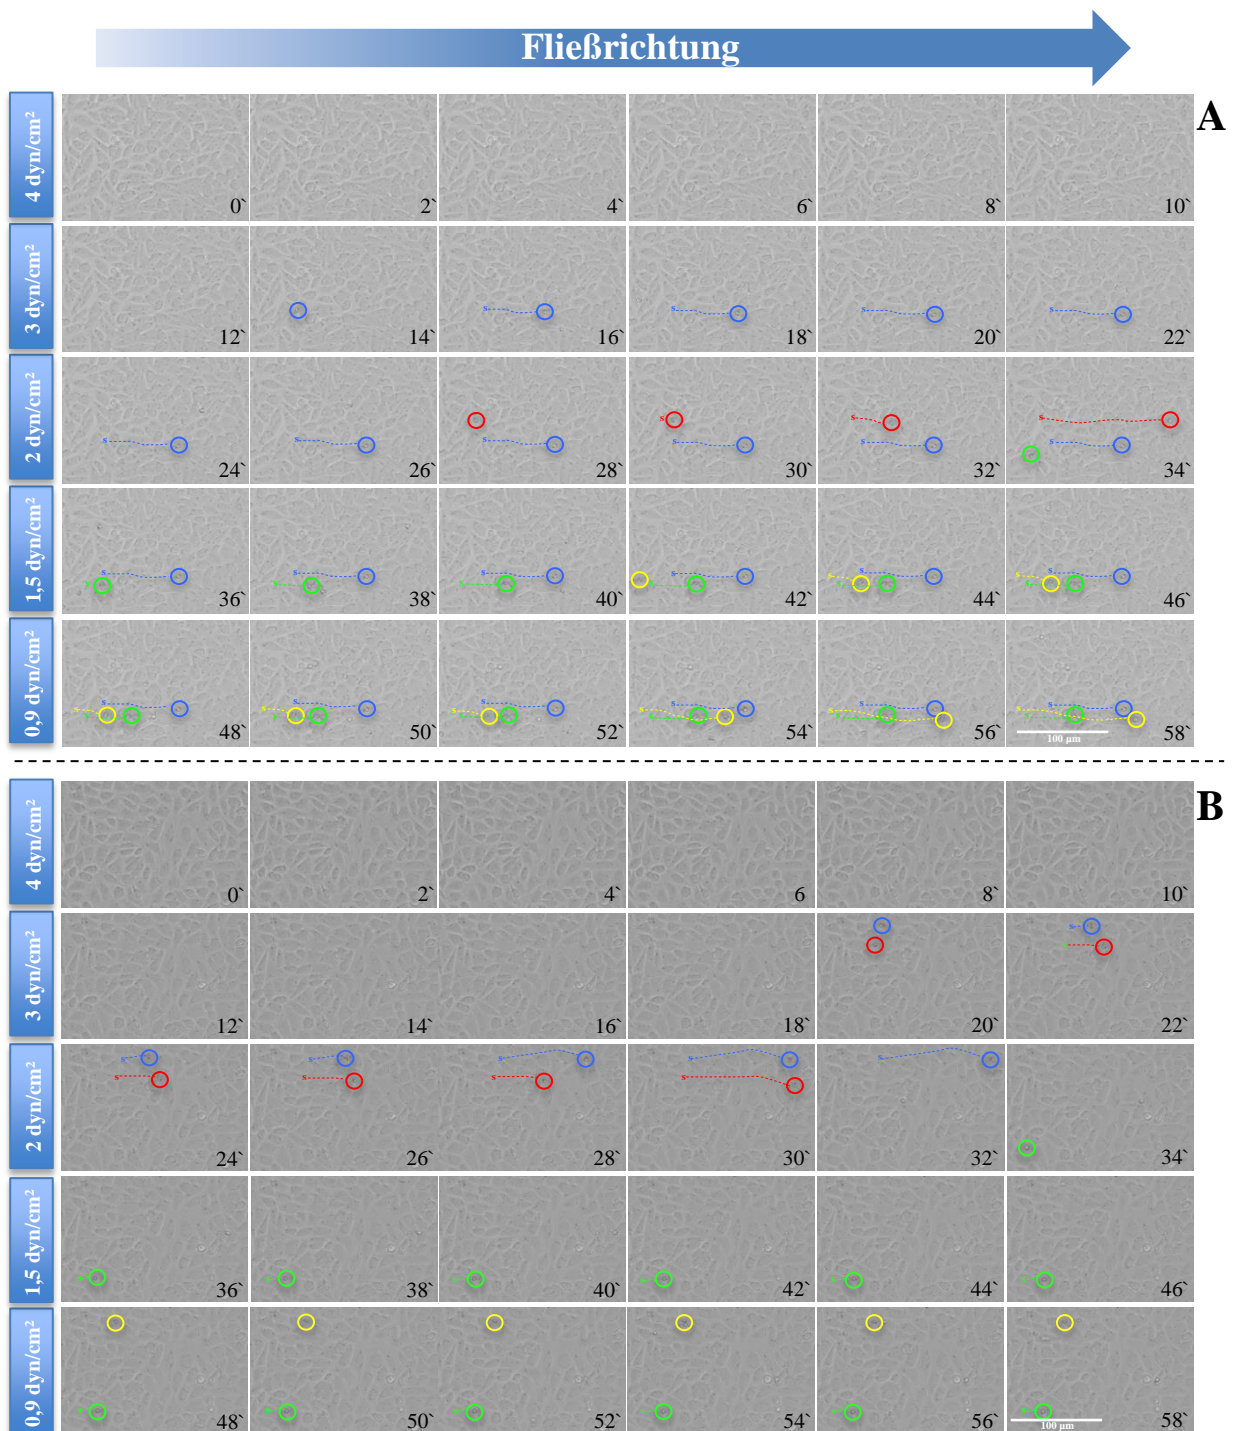 Fließrichtung
A
4 dyn/cm²
0` 2` 4` 6` 8` 10`
3 dyn/cm²
12` 14` 16` 18` 20` 22`
s s s s
2 dyn/cm²
24` 26` 28` 30` 32` 34`
s s s s s s s s s
1,5 dyn/cm²
36` 38` 40` 42` 44` 46`
s s s s s s
0,9 dyn/cm²
48` 50` 52` 54` 56` 58`
s s s s s s
100 µm
B
4 dyn/cm²
0` 2` 4` 6 8` 10`
3 dyn/cm²
12` 14` 16` 18` 20` 22`
s
2 dyn/cm²
24` 26` 28` 30` 32` 34`
s s s s s
s s s s
1,5 dyn/cm²
36` 38` 40` 42` 44` 46`
0,9 dyn/cm²
48` 50` 52` 54` 56` 58`
100 µm